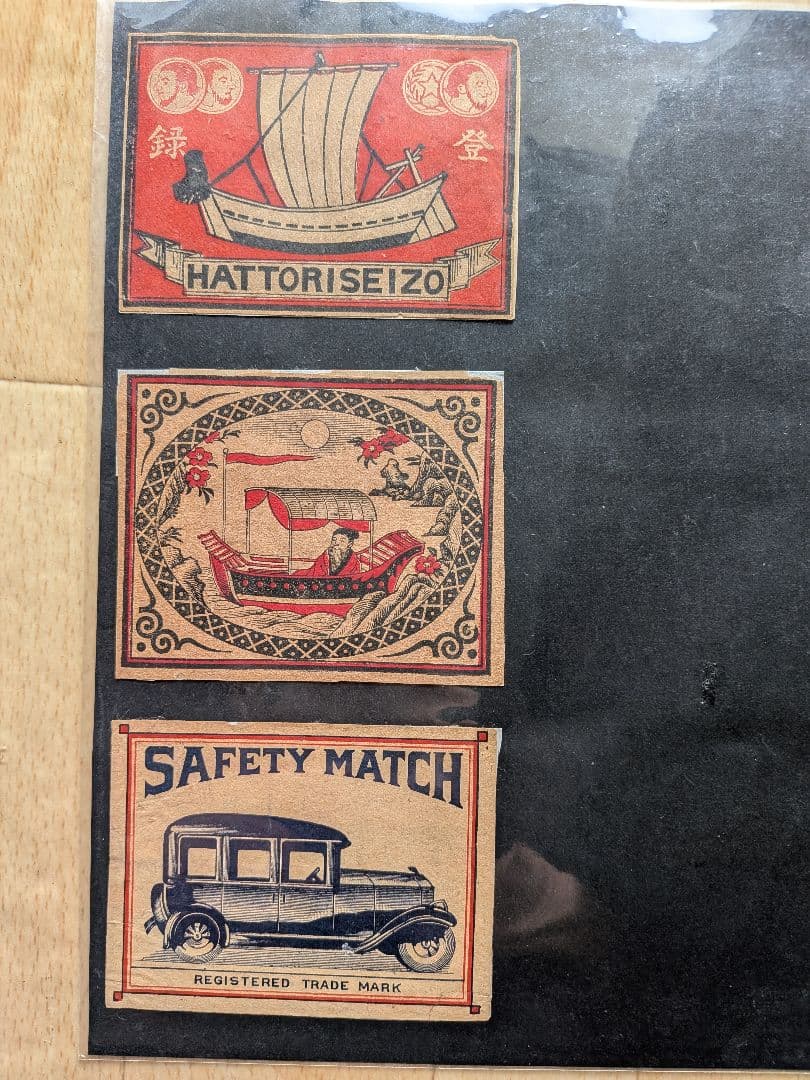 録 登
HATTORISEIZO
SAFETY MATCH
REGISTERED TRADE MARK